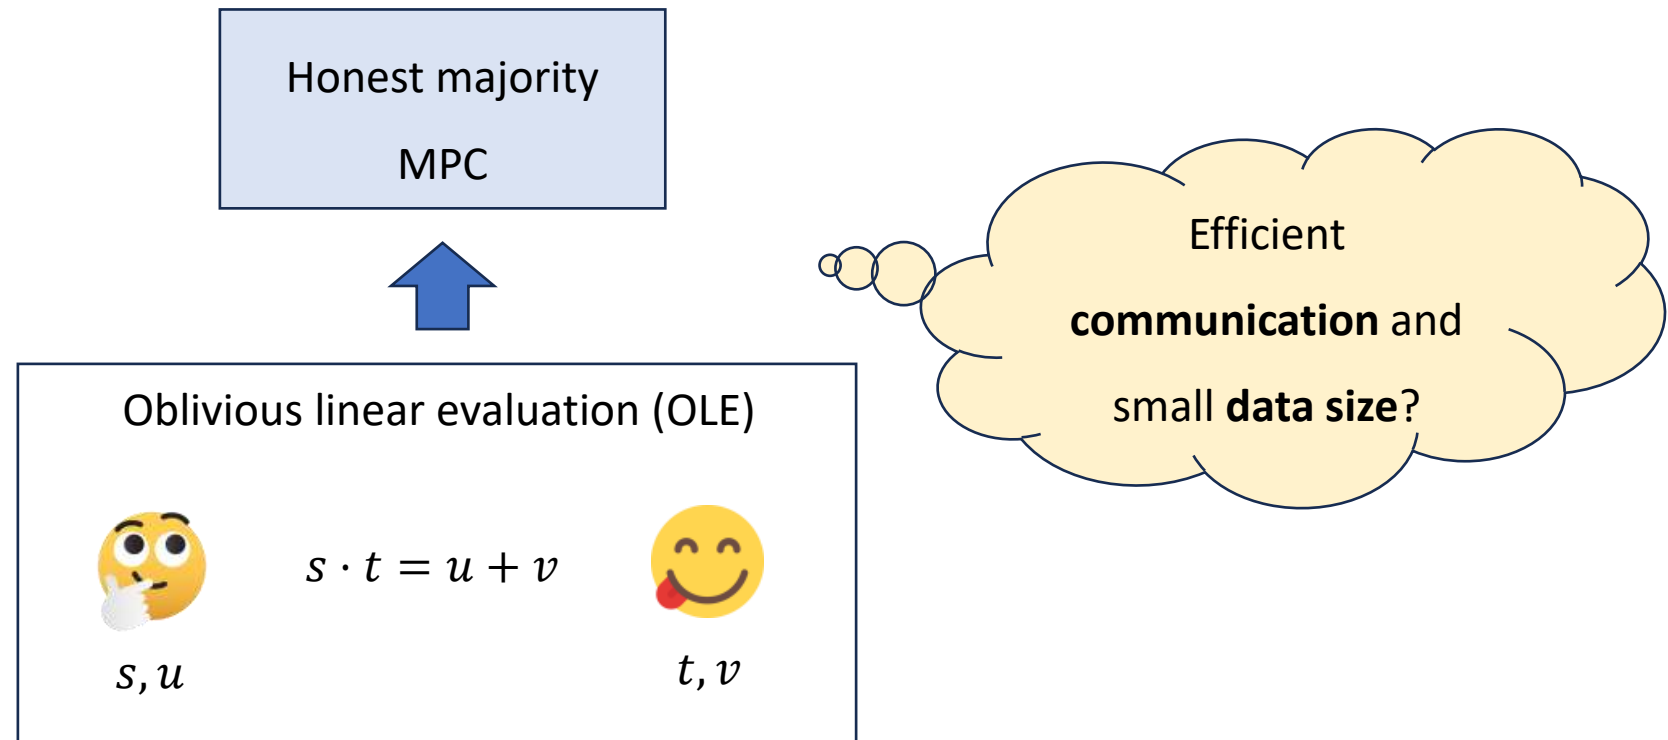 Honest majority
MPC
Efficient
communication and
small data size?
Oblivious linear evaluation (OLE)
s · t = u + v
s, u
t, v